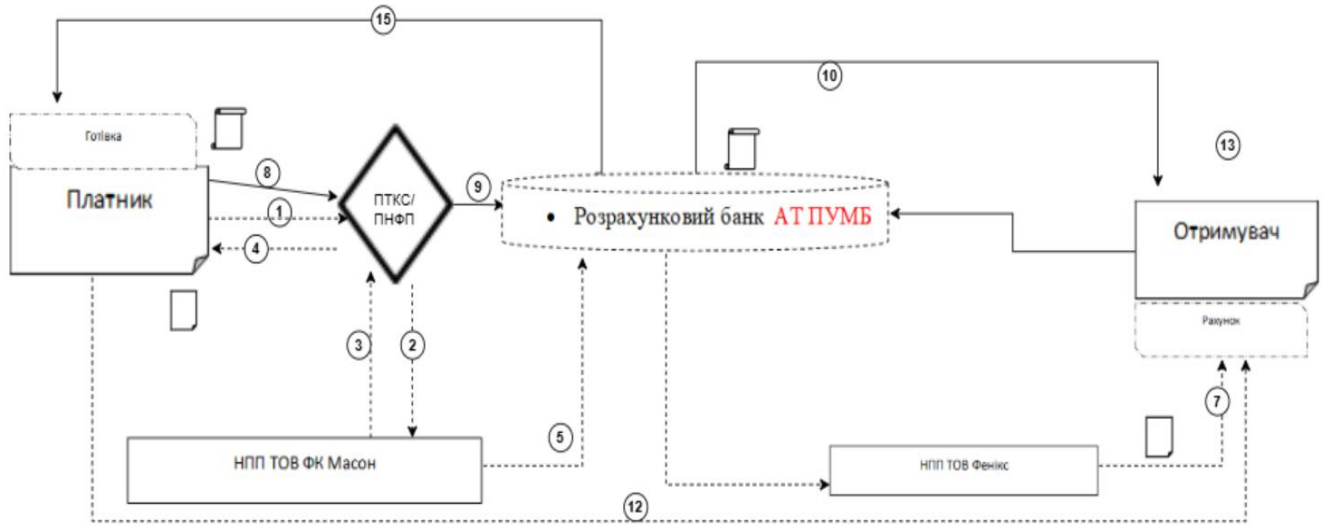 15
10
Готівка
13
Платник
8
ПТКС/
ПНФП
9
1
• Розрахунковий банк АТ ПУМБ
Отримувач
4
Рахунок
3
2
7
5
НПП ТОВ ФК Масон
НПП ТОВ Фенікс
12